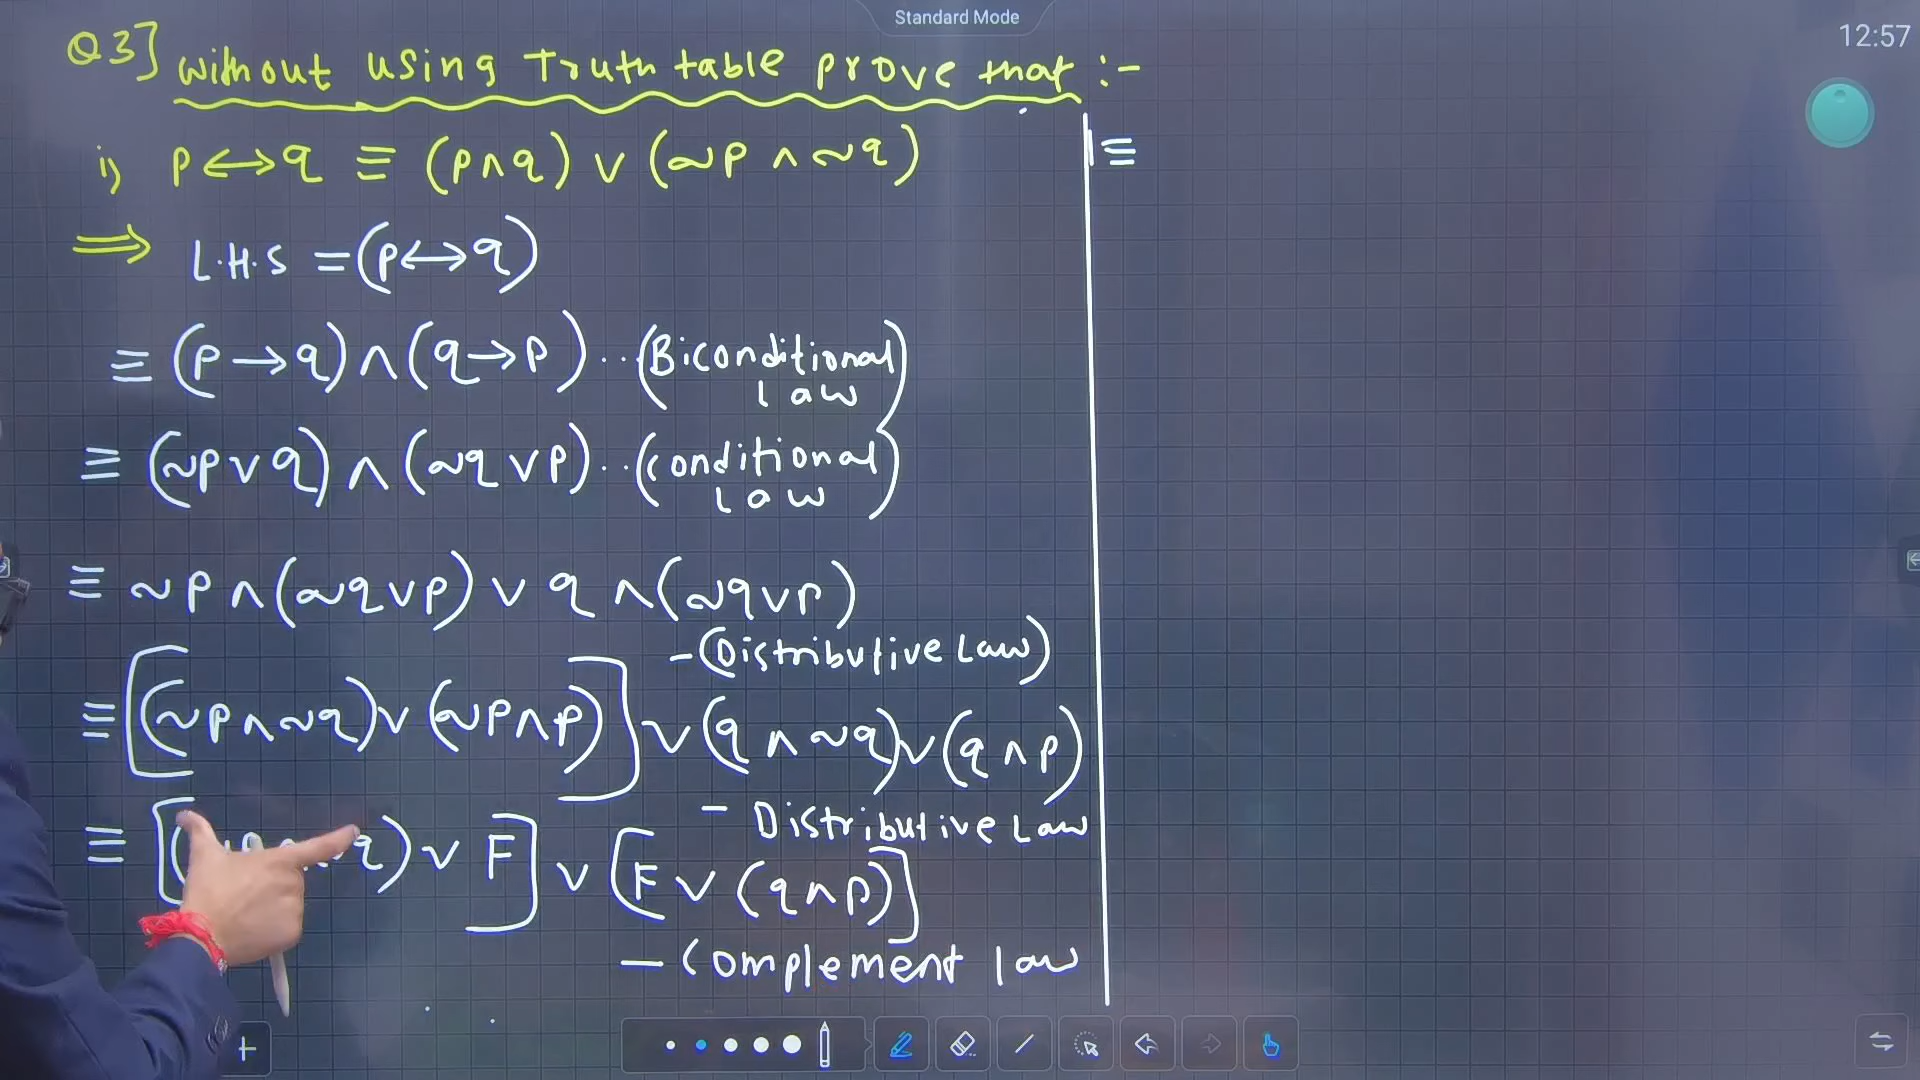 Standard Mode
12:57
Q3] Without using Truth table prove that :-
i) p ↔ q ≡ (p ∧ q) ∨ (~p ∧ ~q)
⇒ L.H.S = (p ↔ q)
≡ (p → q) ∧ (q → p) .. (Biconditional law)
≡ (~p ∨ q) ∧ (~q ∨ p) .. (conditional law)
≡ ~p ∧ (~q ∨ p) ∨ q ∧ (~q ∨ p)
- (Distributive Law)
≡ [(~p ∧ ~q) ∨ (~p ∧ p)] ∨ (q ∧ ~q) ∨ (q ∧ p)
- Distributive Law
≡ [( q) ∨ F] ∨ [F ∨ (q ∧ p)]
- Complement law
≡